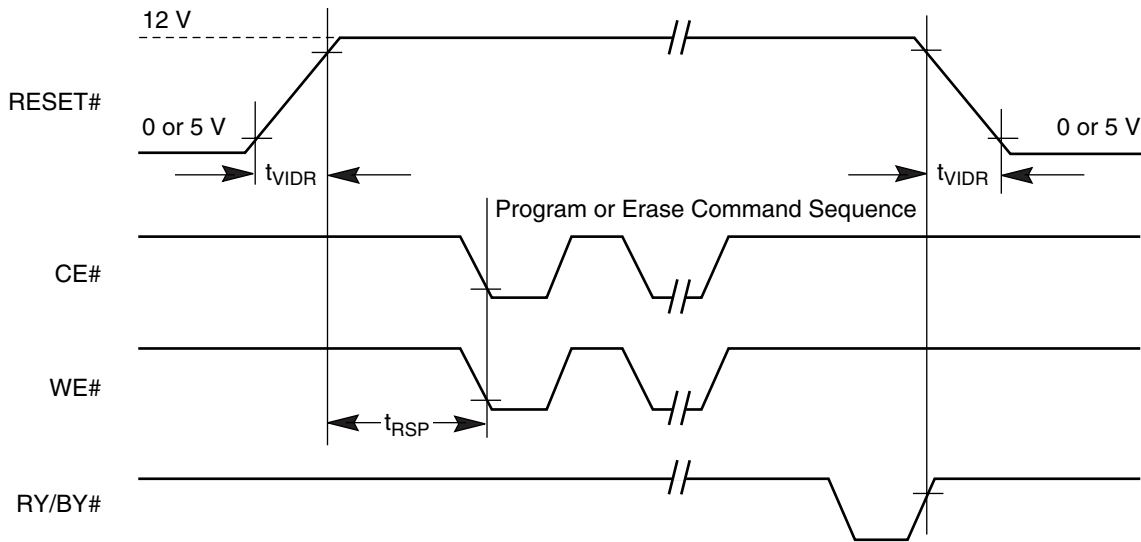 12 V
RESET#
0 or 5 V
0 or 5 V
tVIDR
tVIDR
Program or Erase Command Sequence
CE#
WE#
tRSP
RY/BY#